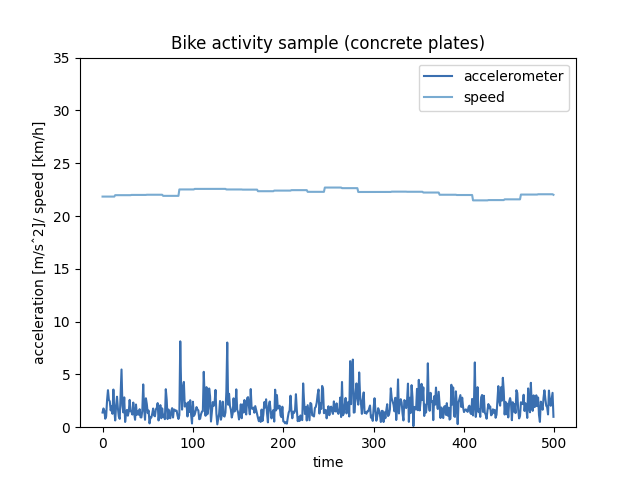 Bike activity sample (concrete plates)
accelerometer
speed
35
30
25
20
15
10
5
0
acceleration [m/sˆ2]/ speed [km/h]
0 100 200 300 400 500
time